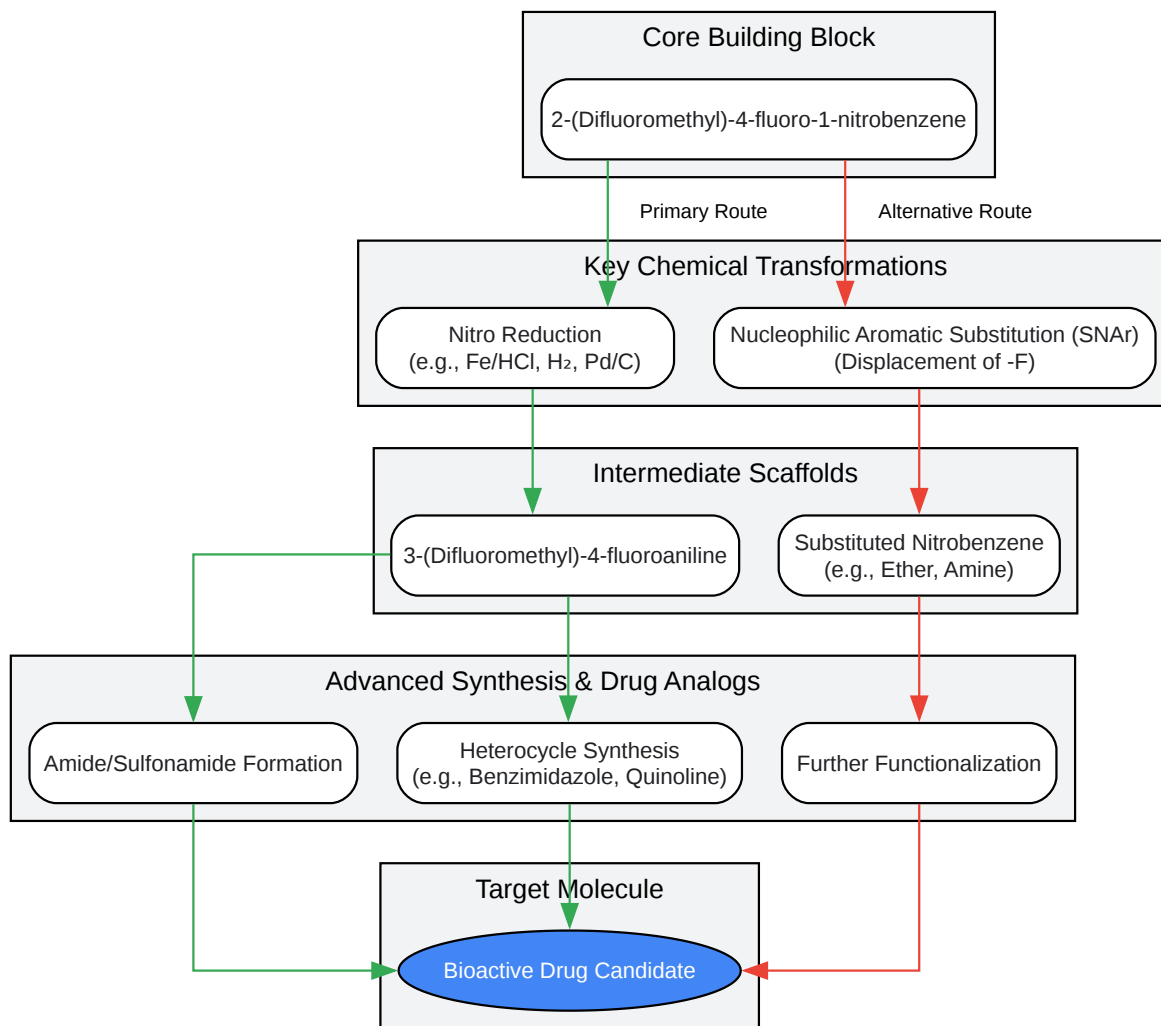 Core Building Block
2-(Difluoromethyl)-4-fluoro-1-nitrobenzene
Primary Route
Alternative Route
Key Chemical Transformations
Nitro Reduction
(e.g., Fe/HCl, H₂, Pd/C)
Nucleophilic Aromatic Substitution (SNAr)
(Displacement of -F)
Intermediate Scaffolds
3-(Difluoromethyl)-4-fluoroaniline
Substituted Nitrobenzene
(e.g., Ether, Amine)
Advanced Synthesis & Drug Analogs
Amide/Sulfonamide Formation
Heterocycle Synthesis
(e.g., Benzimidazole, Quinoline)
Further Functionalization
Target Molecule
Bioactive Drug Candidate